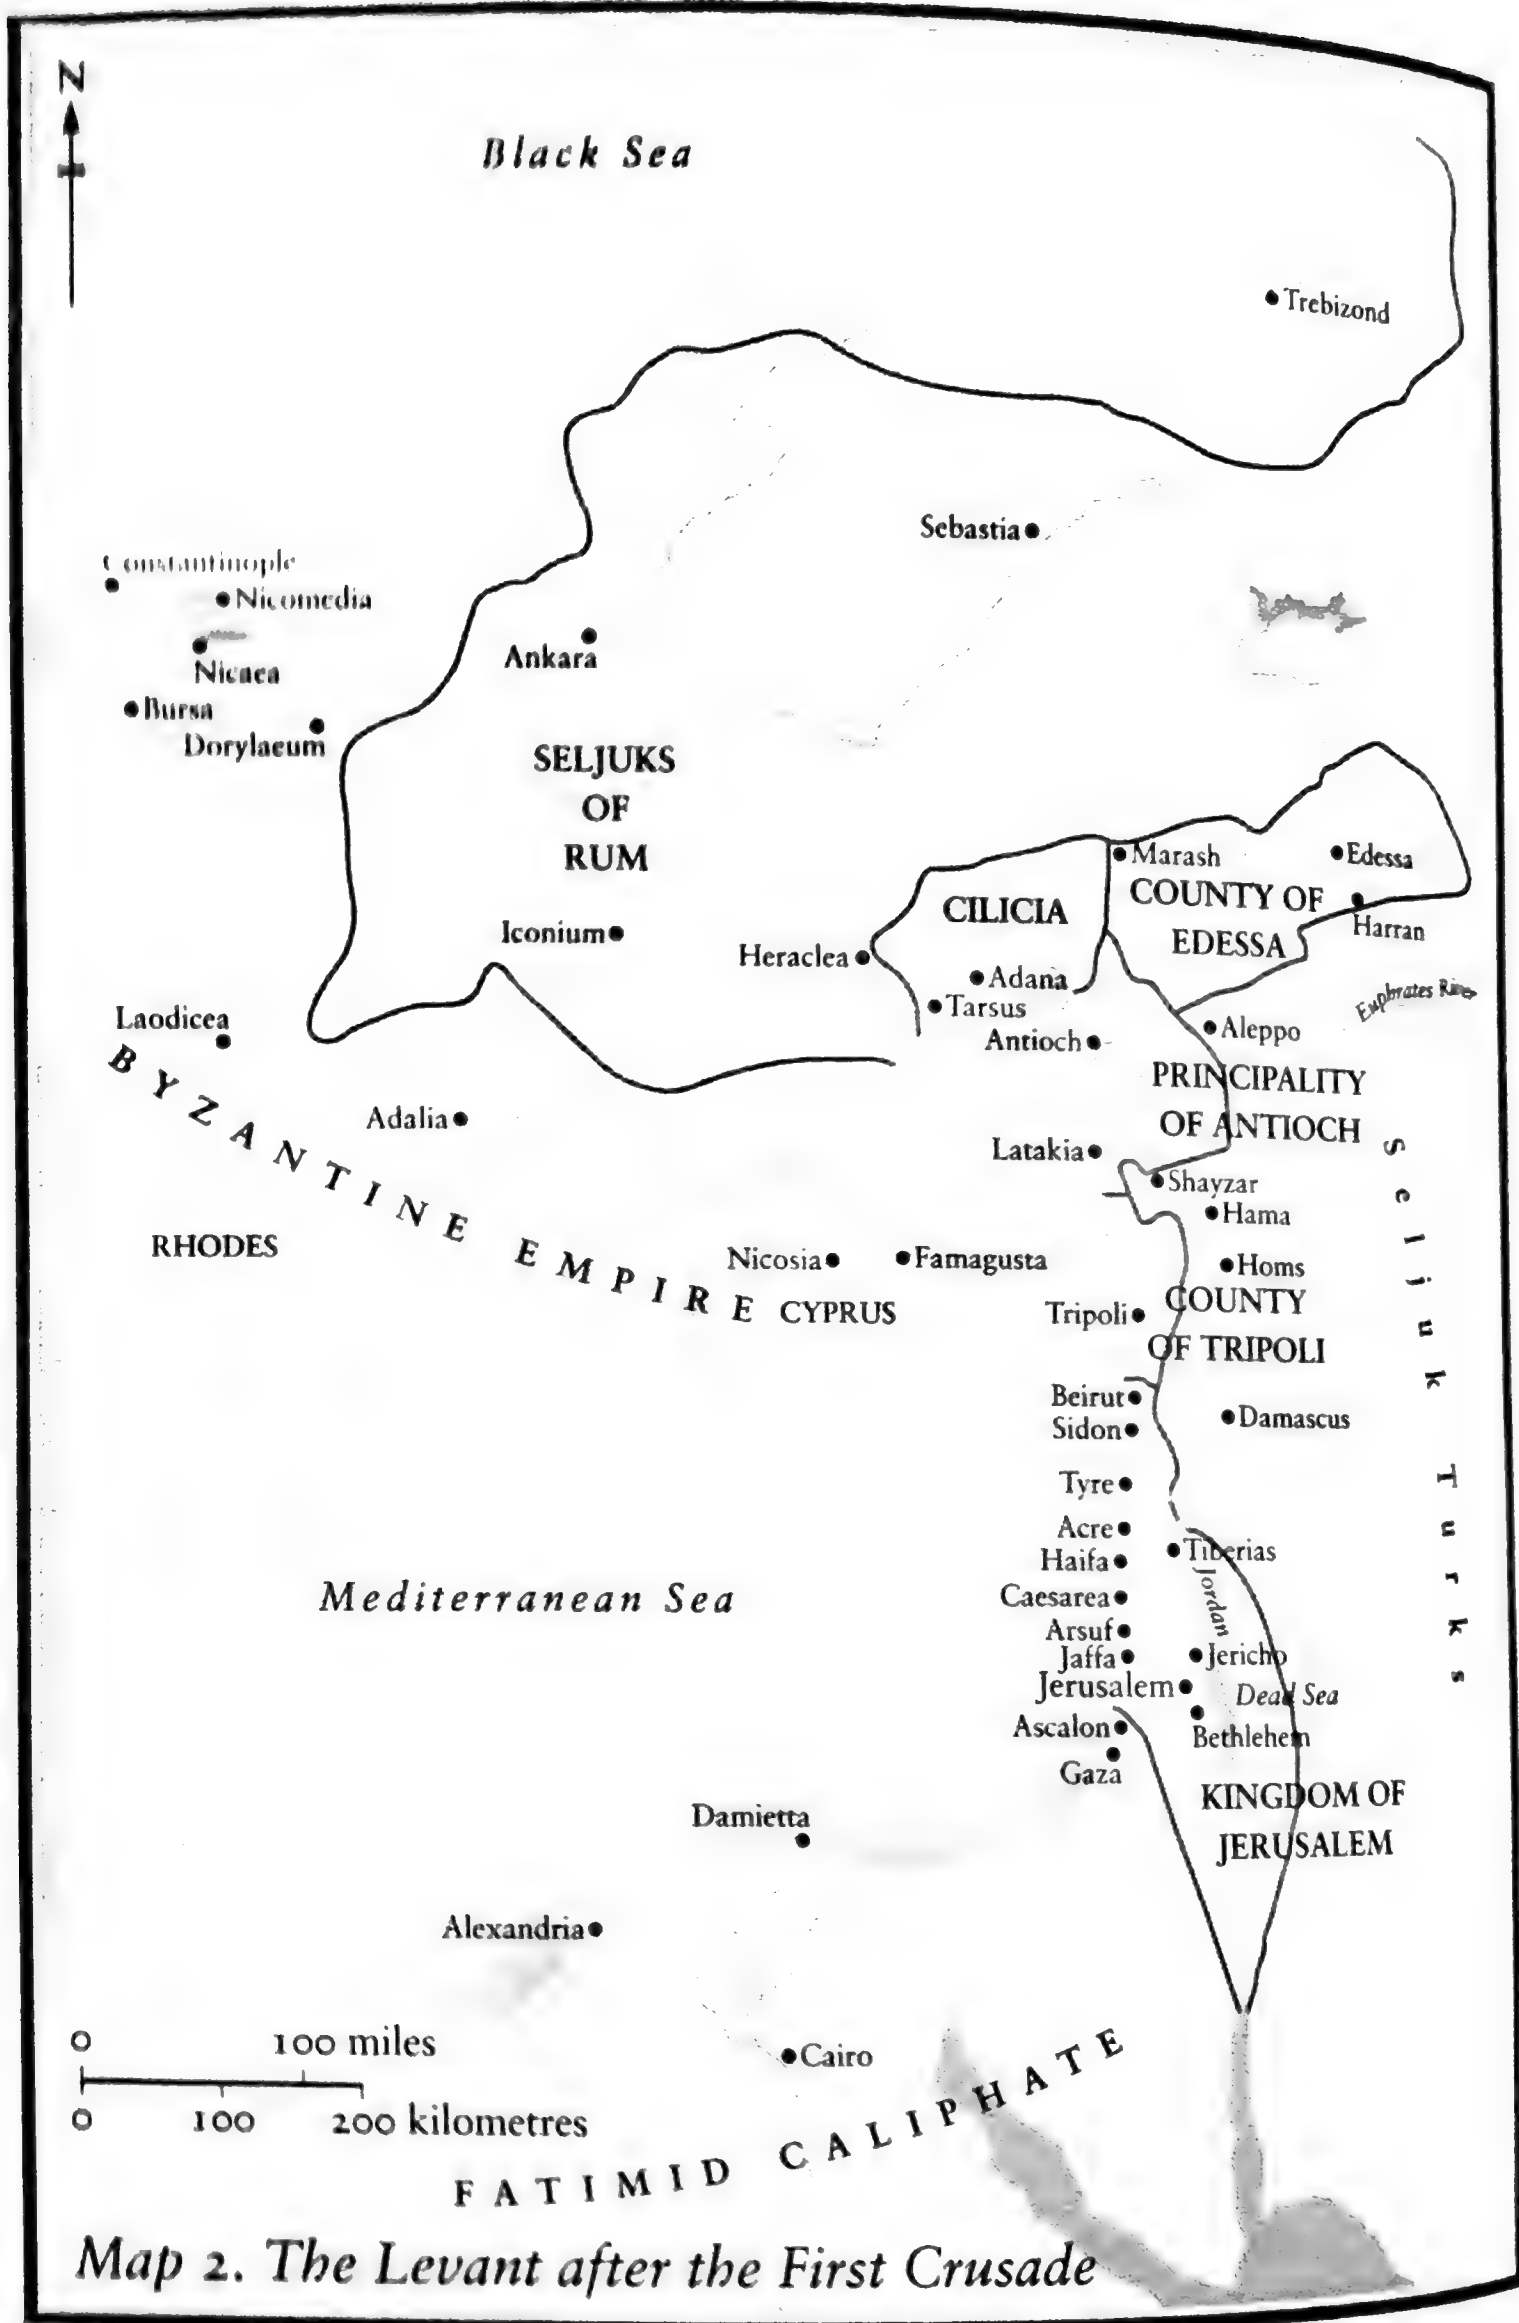 N
Black Sea
Trebizond
Sebastia
Constantinople
Nicomedia
Nicaea
Bursa
Dorylaeum
Ankara
SELJUKS
OF
RUM
Iconium
Heraclea
CILICIA
Adana
Tarsus
Marash
COUNTY OF
EDESSA
Edessa
Harran
Euphrates River
Antioch
Aleppo
PRINCIPALITY
OF ANTIOCH
Laodicea
BYZANTINE EMPIRE
Adalia
RHODES
Latakia
Shayzar
Hama
Homs
Nicosia
Famagusta
CYPRUS
Tripoli
COUNTY
OF TRIPOLI
Seljuk Turks
Beirut
Sidon
Damascus
Tyre
Acre
Haifa
Tiberias
Jordan
Mediterranean Sea
Caesarea
Arsuf
Jaffa
Jericho
Jerusalem
Dead Sea
Ascalon
Bethlehem
Gaza
KINGDOM OF
JERUSALEM
Damietta
Alexandria
Cairo
0 100 miles
0 100 200 kilometres
FATIMID CALIPHATE
Map 2. The Levant after the First Crusade